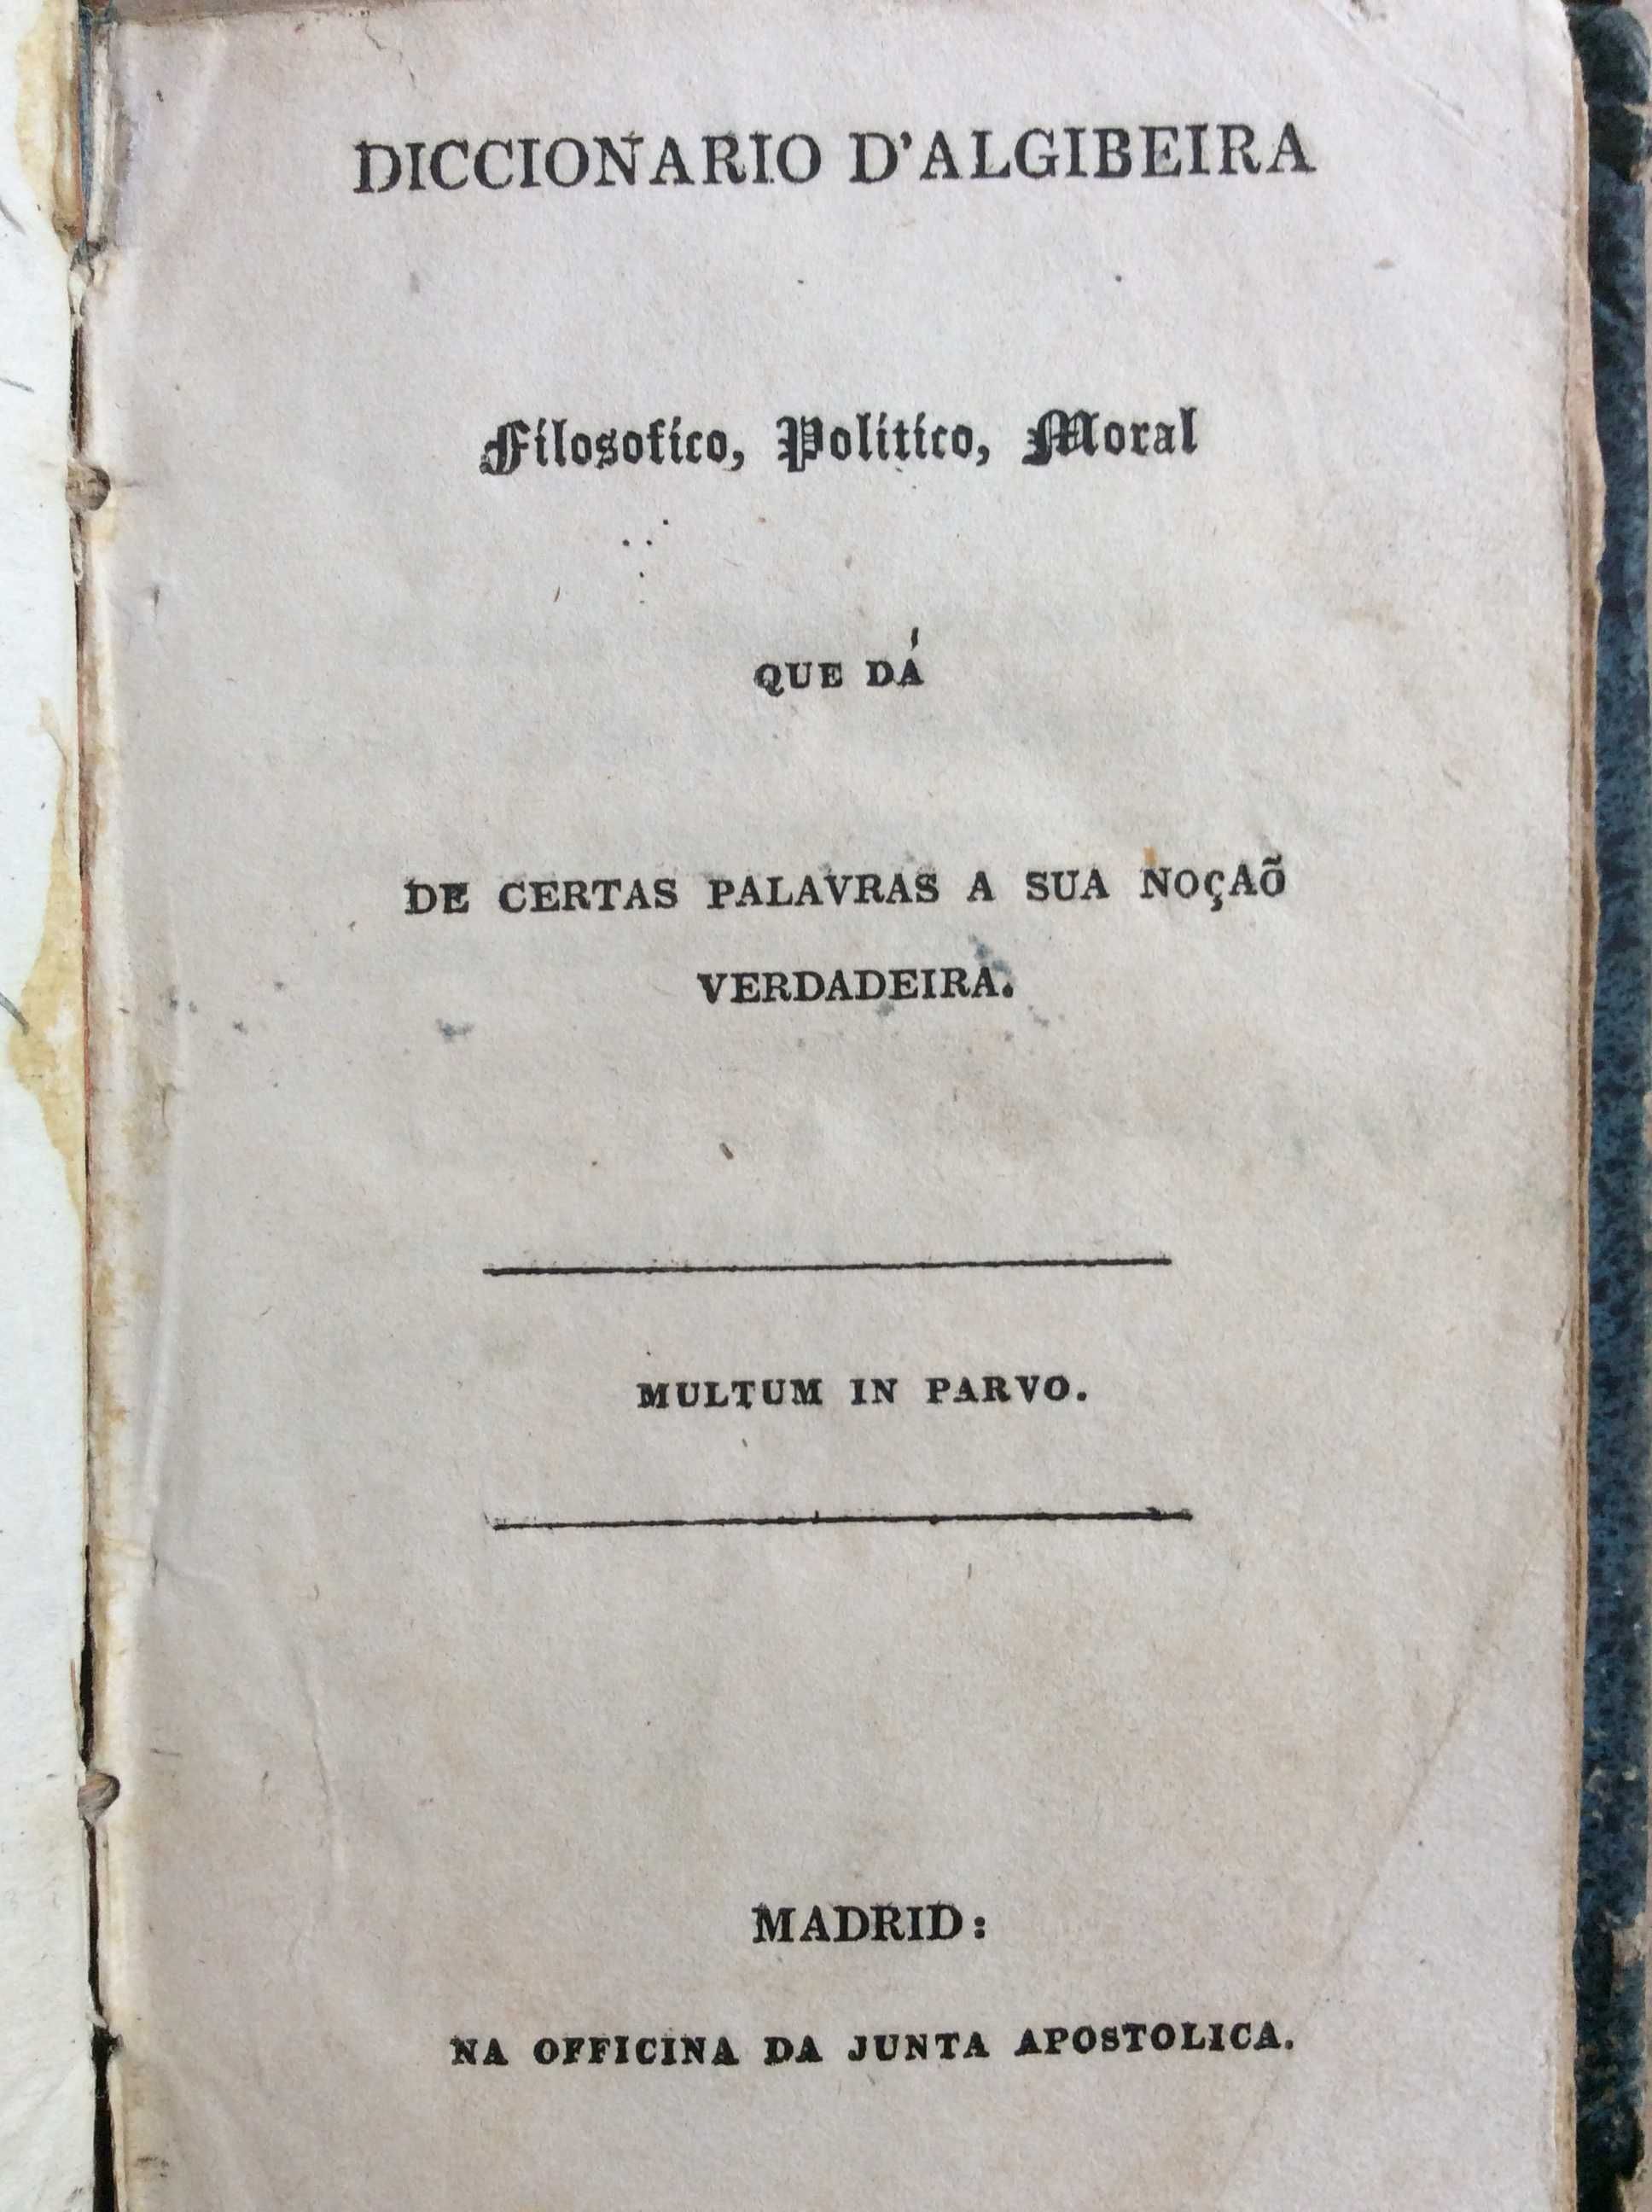 DICCIONARIO D'ALGIBEIRA
Filosofico, Politico, Moral
QUE DÁ
DE CERTAS PALAVRAS A SUA NOÇAÕ
VERDADEIRA.
MULTUM IN PARVO.
MADRID:
NA OFFICINA DA JUNTA APOSTOLICA.